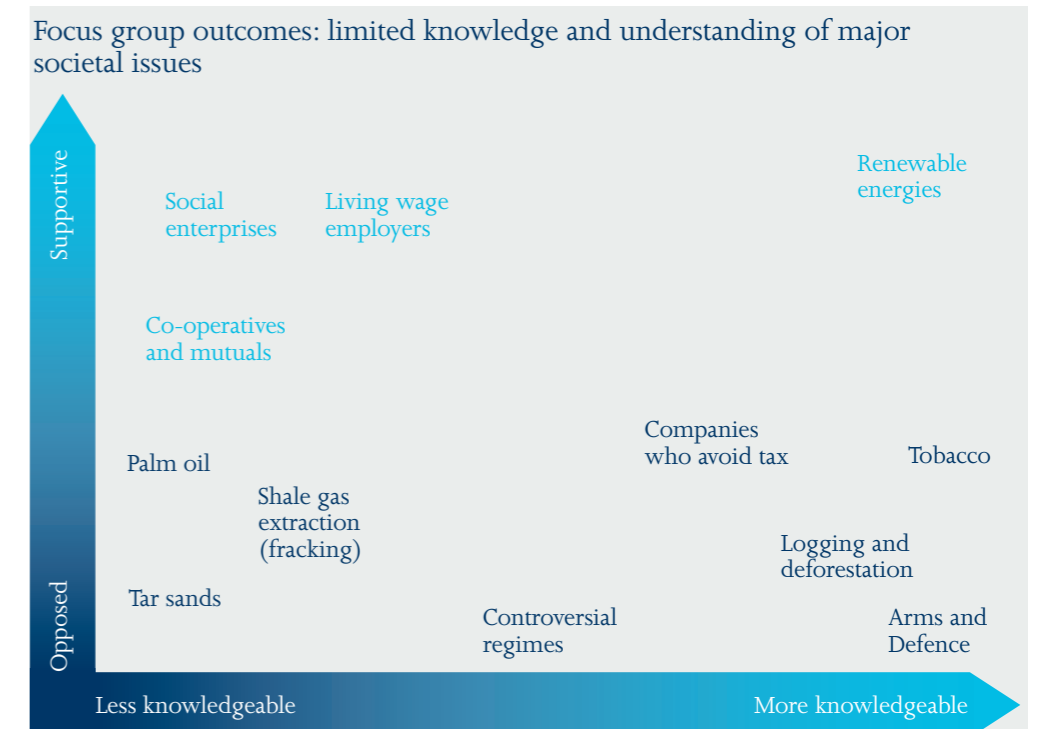 Focus group outcomes: limited knowledge and understanding of major
societal issues
Supportive
Opposed
Renewable
energies
Social
enterprises
Living wage
employers
Co-operatives
and mutuals
Companies
who avoid tax
Tobacco
Palm oil
Shale gas
extraction
(fracking)
Logging and
deforestation
Tar sands
Controversial
regimes
Arms and
Defence
Less knowledgeable
More knowledgeable